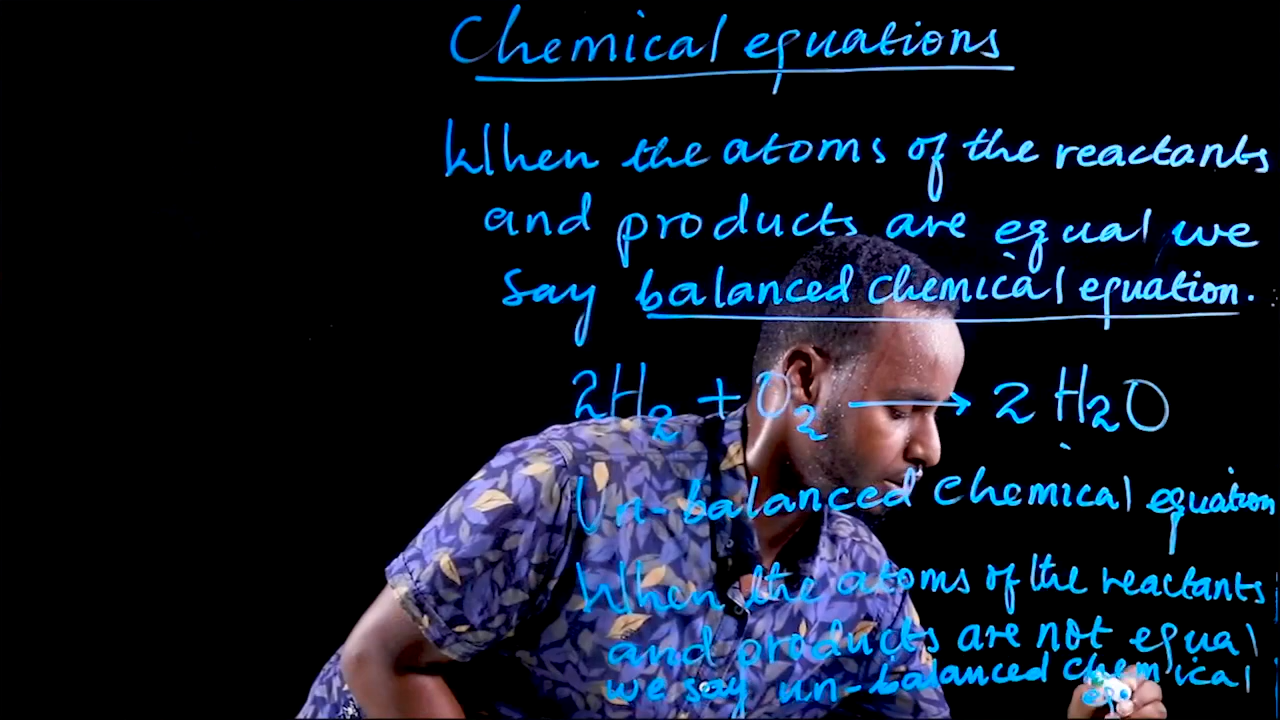 Chemical equations
When the atoms of the reactants
and products are equal we
say balanced chemical equation.
2H₂ + O₂ → 2 H₂O
Un-balanced chemical equation
When the atoms of the reactants
and products are not equal
we say un-balanced chemical